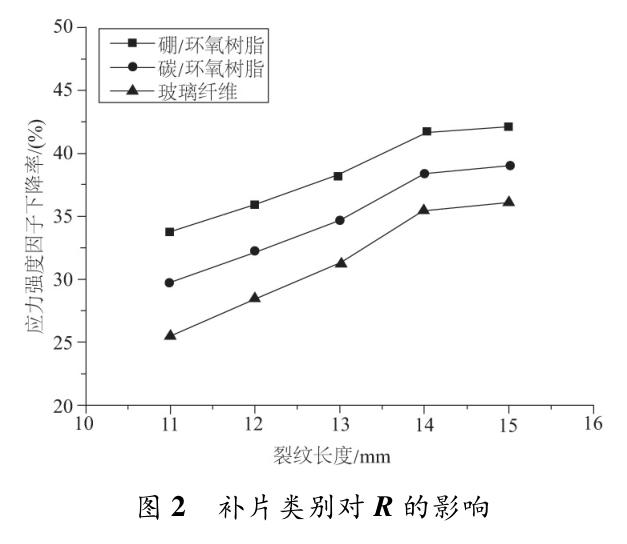 应力强度因子下降率/(%)
50
45
40
35
30
25
20
硼/环氧树脂
碳/环氧树脂
玻璃纤维
10 11 12 13 14 15 16
裂纹长度/mm
图 2 补片类别对 R 的影响